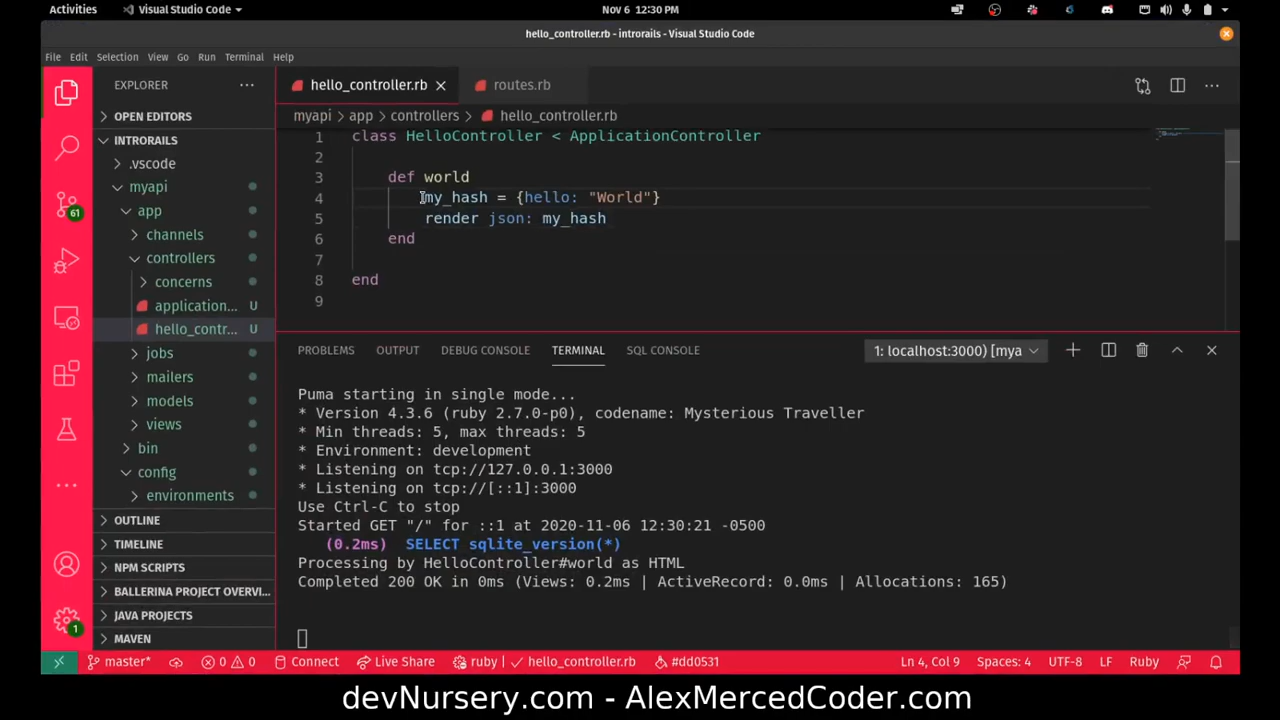 Activities
Visual Studio Code
Nov 6 12:30 PM
hello_controller.rb - introrails - Visual Studio Code
File Edit Selection View Go Run Terminal Help
EXPLORER
OPEN EDITORS
INTRORAILS
.vscode
myapi
app
channels
controllers
concerns
application... U
hello_contr... U
jobs
mailers
models
views
bin
config
environments
OUTLINE
TIMELINE
NPM SCRIPTS
BALLERINA PROJECT OVERVI...
JAVA PROJECTS
MAVEN
61
1
hello_controller.rb
routes.rb
myapi > app > controllers > hello_controller.rb
1 class HelloController < ApplicationController
2
3 def world
4 my_hash = {hello: "World"}
5 render json: my_hash
6 end
7
8 end
9
PROBLEMS OUTPUT DEBUG CONSOLE TERMINAL SQL CONSOLE
1: localhost:3000) [mya
Puma starting in single mode...
* Version 4.3.6 (ruby 2.7.0-p0), codename: Mysterious Traveller
* Min threads: 5, max threads: 5
* Environment: development
* Listening on tcp://127.0.0.1:3000
* Listening on tcp://[::1]:3000
Use Ctrl-C to stop
Started GET "/" for ::1 at 2020-11-06 12:30:21 -0500
(0.2ms) SELECT sqlite_version(*)
Processing by HelloController#world as HTML
Completed 200 OK in 0ms (Views: 0.2ms | ActiveRecord: 0.0ms | Allocations: 165)
master* 0 0 Connect Live Share ruby | ✓ hello_controller.rb #dd0531 Ln 4, Col 9 Spaces: 4 UTF-8 LF Ruby
devNursery.com - AlexMercedCoder.com